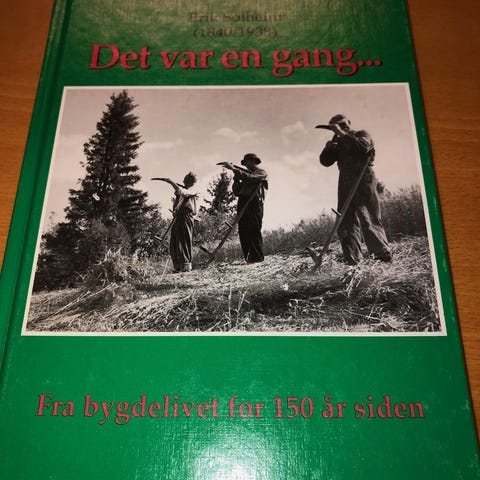 Erik Solheim
(1840-1938)
Det var en gang...
Fra bygdelivet for 150 år siden